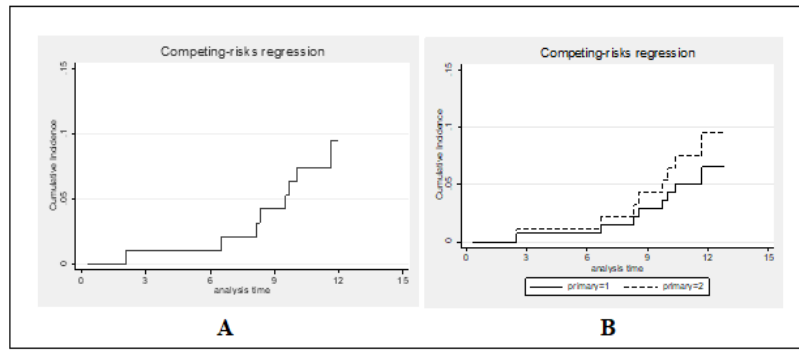 Competing-risks regression
Cumulative Incidence
0 .05 .1 .15
0 3 6 9 12 15
analysis time
A
Competing-risks regression
Cumulative Incidence
0 .05 .1 .15
0 3 6 9 12 15
analysis time
primary=1 primary=2
B